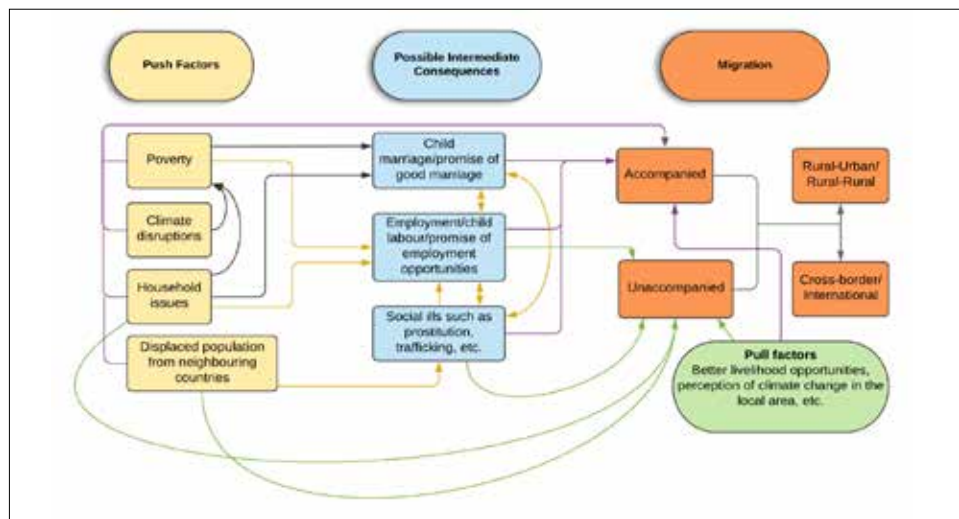 Push Factors
Possible Intermediate
Consequences
Migration
Poverty
Climate
disruptions
Household
issues
Displaced population
from neighbouring
countries
Child
marriage/promise of
good marriage
Employment/child
labour/promise of
employment
opportunities
Social ills such as
prostitution,
trafficking, etc.
Accompanied
Unaccompanied
Rural-Urban/
Rural-Rural
Cross-border/
International
Pull factors
Better livelihood opportunities,
perception of climate change in the
local area, etc.